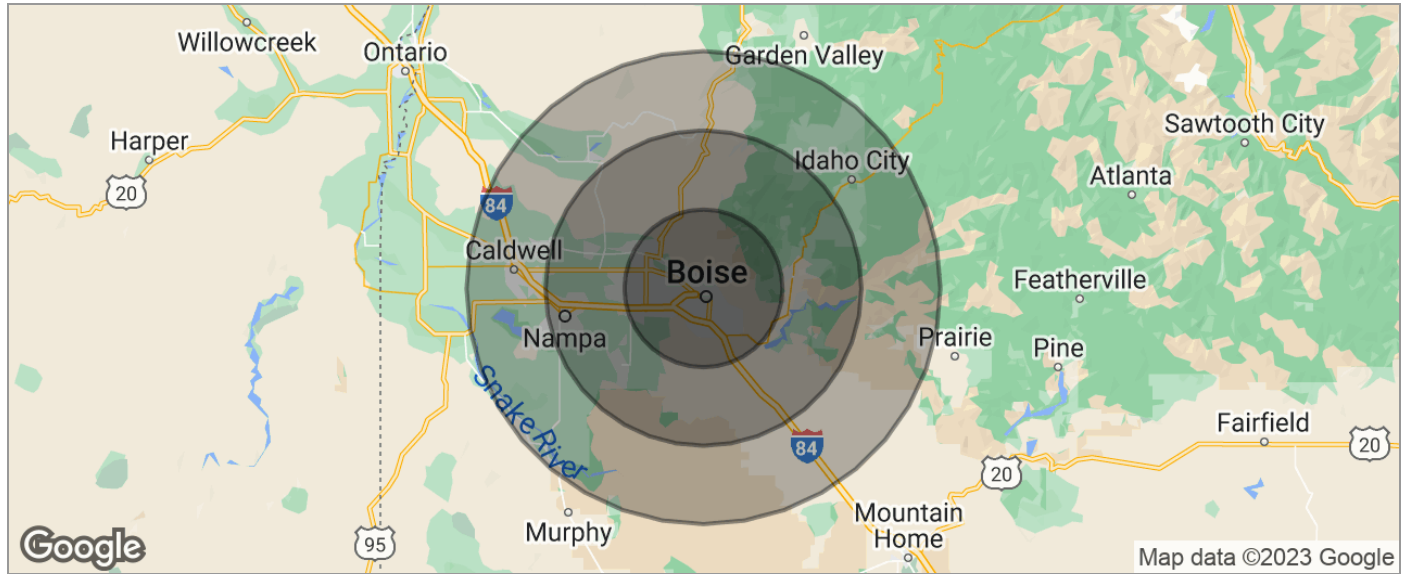 Willowcreek
Ontario
Garden Valley
Harper
20
Sawtooth City
Idaho City
Atlanta
84
Caldwell
Boise
Featherville
Nampa
Prairie
Pine
Snake River
Fairfield
84
20
20
Murphy
Mountain
Home
95
Google
Map data ©2023 Google